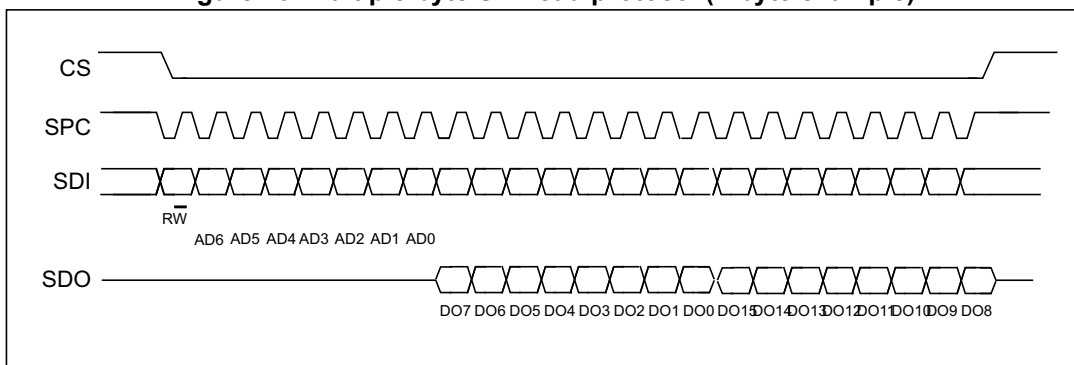 CS
SPC
SDI
RW
AD6 AD5 AD4 AD3 AD2 AD1 AD0
SDO
DO7 DO6 DO5 DO4 DO3 DO2 DO1 DO0 DO15 DO14 DO13 DO12 DO11 DO10 DO9 DO8